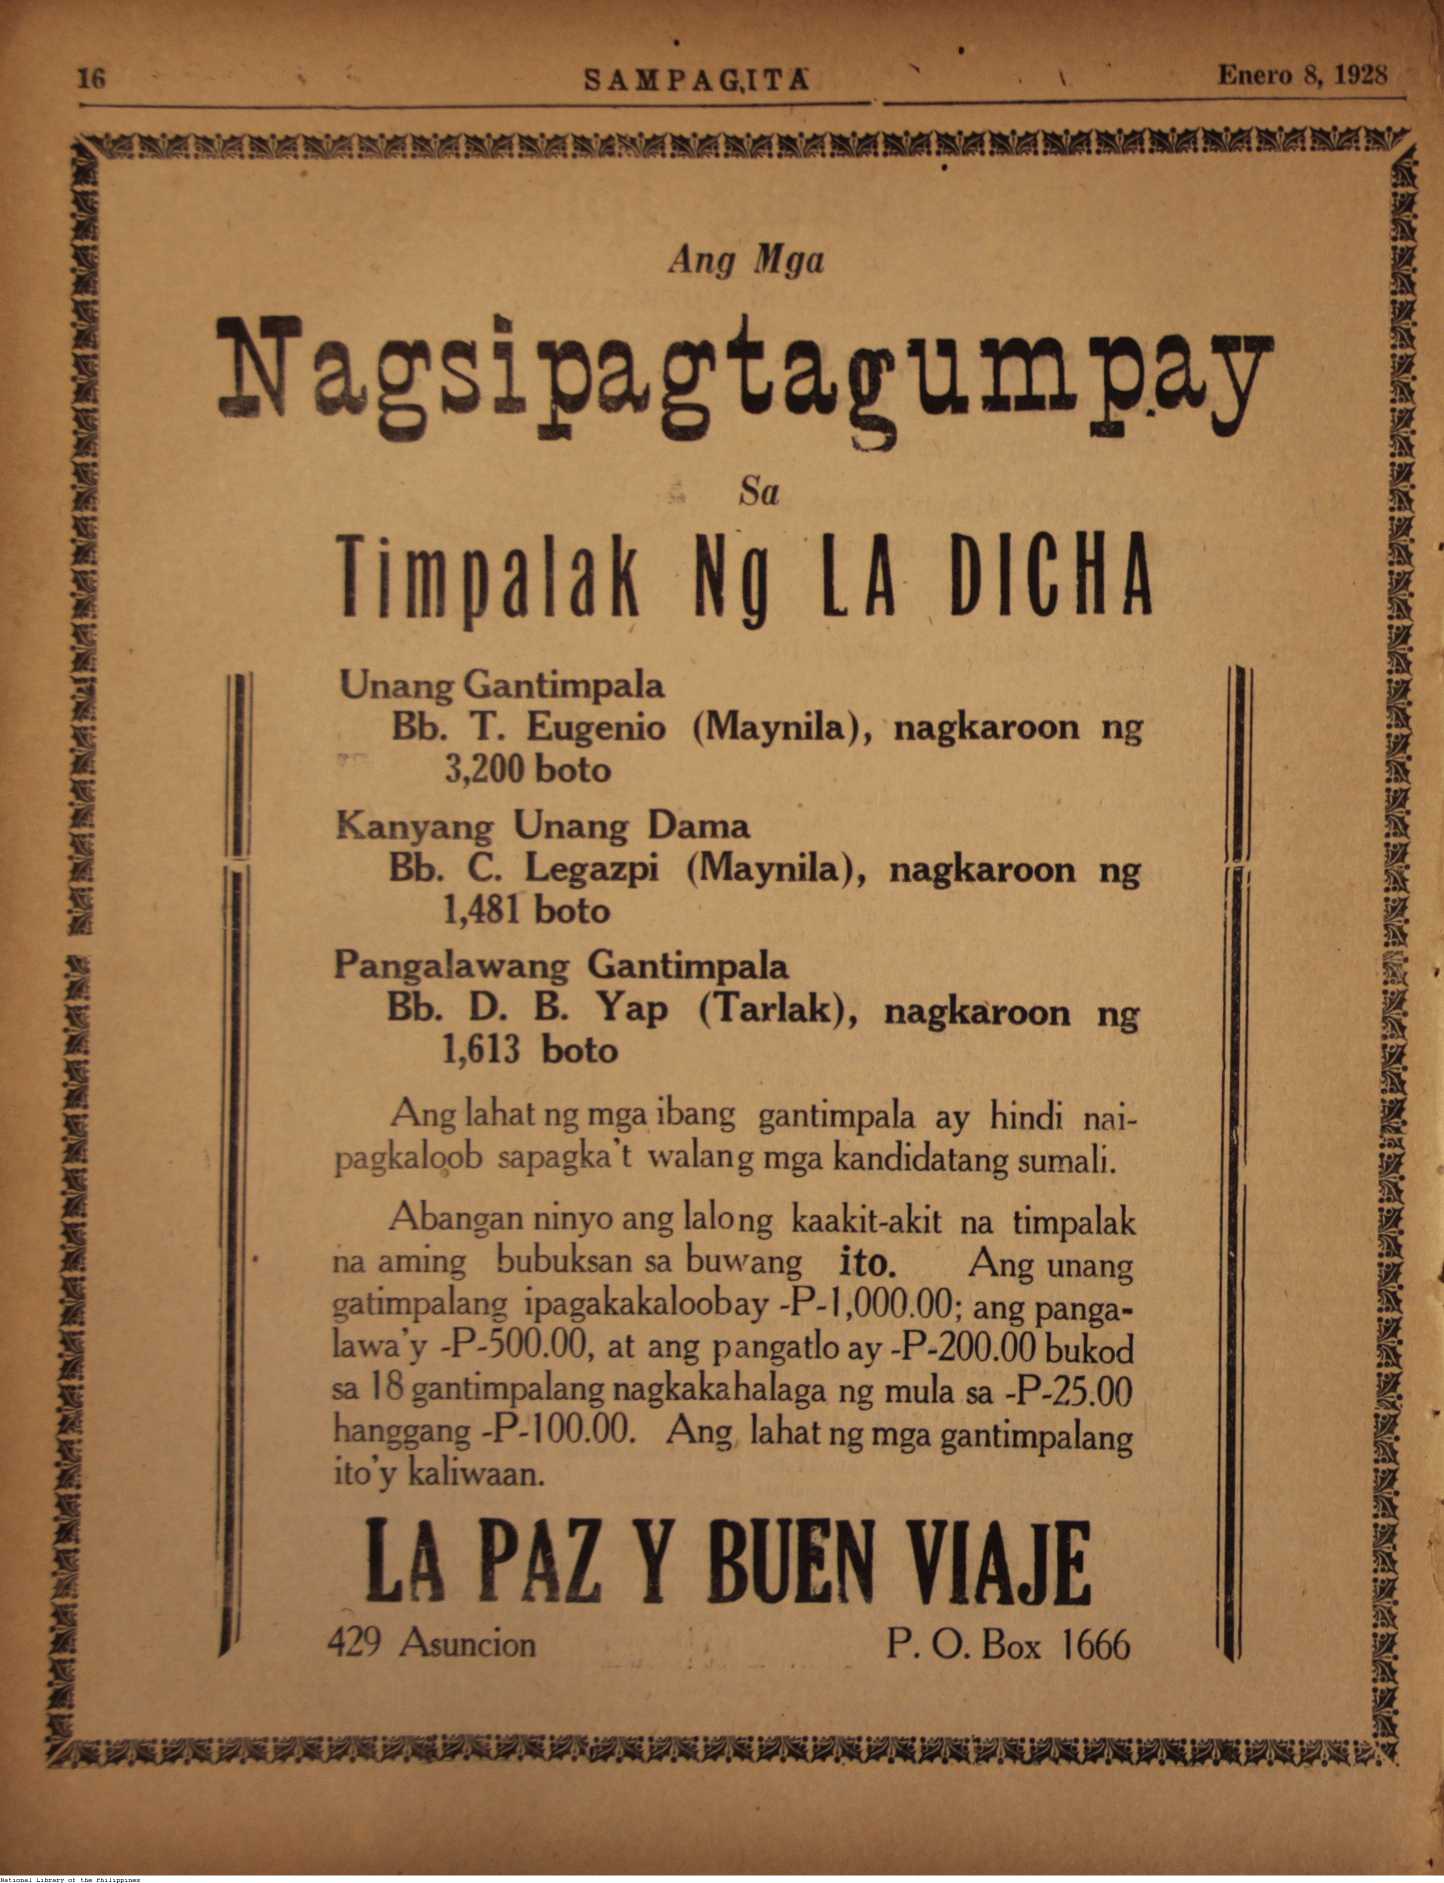 16
SAMPAGITA
Enero 8, 1928
Ang Mga
Nagsipagtagumpay
Sa
Timpalak Ng LA DICHA
Unang Gantimpala
Bb. T. Eugenio (Maynila), nagkaroon ng
3,200 boto
Kanyang Unang Dama
Bb. C. Legazpi (Maynila), nagkaroon ng
1,481 boto
Pangalawang Gantimpala
Bb. D. B. Yap (Tarlak), nagkaroon ng
1,613 boto
Ang lahat ng mga ibang gantimpala ay hindi nai-
pagkaloob sapagka't walang mga kandidatang sumali.
Abangan ninyo ang lalong kaakit-akit na timpalak
na aming bubuksan sa buwang ito. Ang unang
gatimpalang ipagakakaloobay -P-1,000.00; ang panga-
lawa'y -P-500.00, at ang pangatlo ay -P-200.00 bukod
sa 18 gantimpalang nagkakahalaga ng mula sa -P-25.00
hanggang -P-100.00. Ang lahat ng mga gantimpalang
ito'y kaliwaan.
LA PAZ Y BUEN VIAJE
429 Asuncion
P. O. Box 1666
National Library of the Philippines